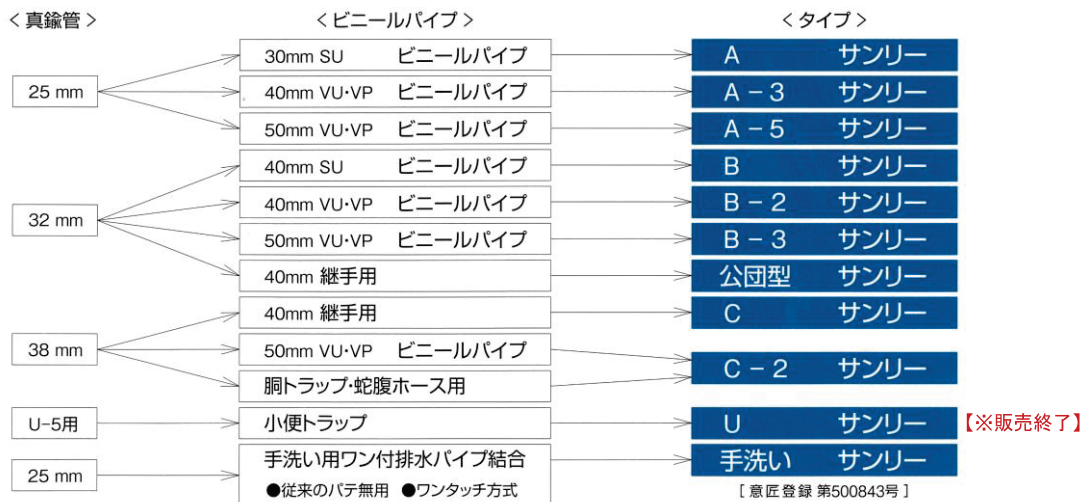 <真鍮管> <ビニールパイプ> <タイプ>
25 mm
30mm SU ビニールパイプ A サンリー
40mm VU・VP ビニールパイプ A－3 サンリー
50mm VU・VP ビニールパイプ A－5 サンリー
32 mm
40mm SU ビニールパイプ B サンリー
40mm VU・VP ビニールパイプ B－2 サンリー
50mm VU・VP ビニールパイプ B－3 サンリー
40mm 継手用 公団型 サンリー
38 mm
40mm 継手用 C サンリー
50mm VU・VP ビニールパイプ
胴トラップ・蛇腹ホース用
C－2 サンリー
U−5用 小便トラップ U サンリー 【※販売終了】
25 mm
手洗い用ワン付排水パイプ結合 手洗い サンリー
●従来のパテ無用 ●ワンタッチ方式
[意匠登録 第500843号]